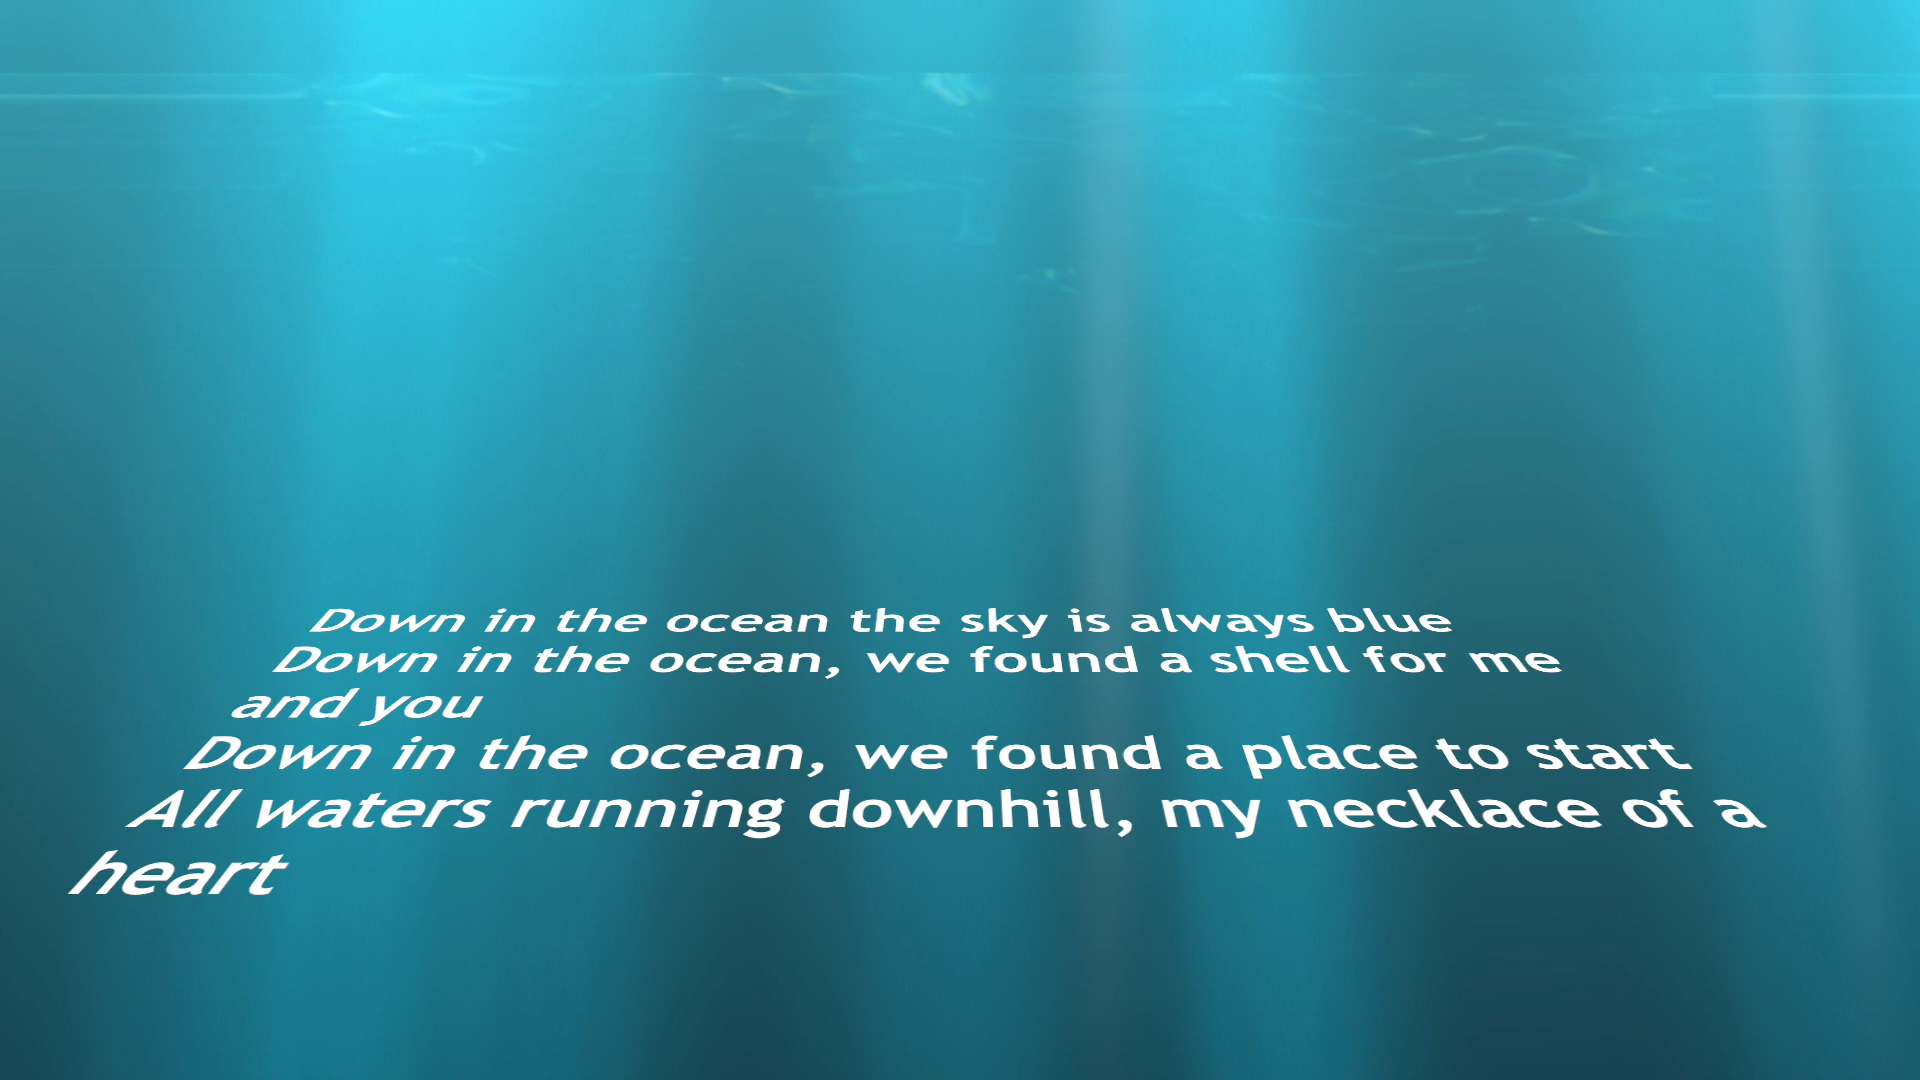 Down in the ocean the sky is always blue
Down in the ocean, we found a shell for me
and you
Down in the ocean, we found a place to start
All waters running downhill, my necklace of a
heart